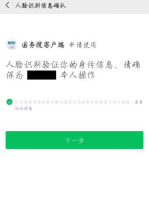 人脸识别信息确认
国务院客户端 申请使用
人脸识别验证你的身份信息，请确
保为 本人操作
下一步